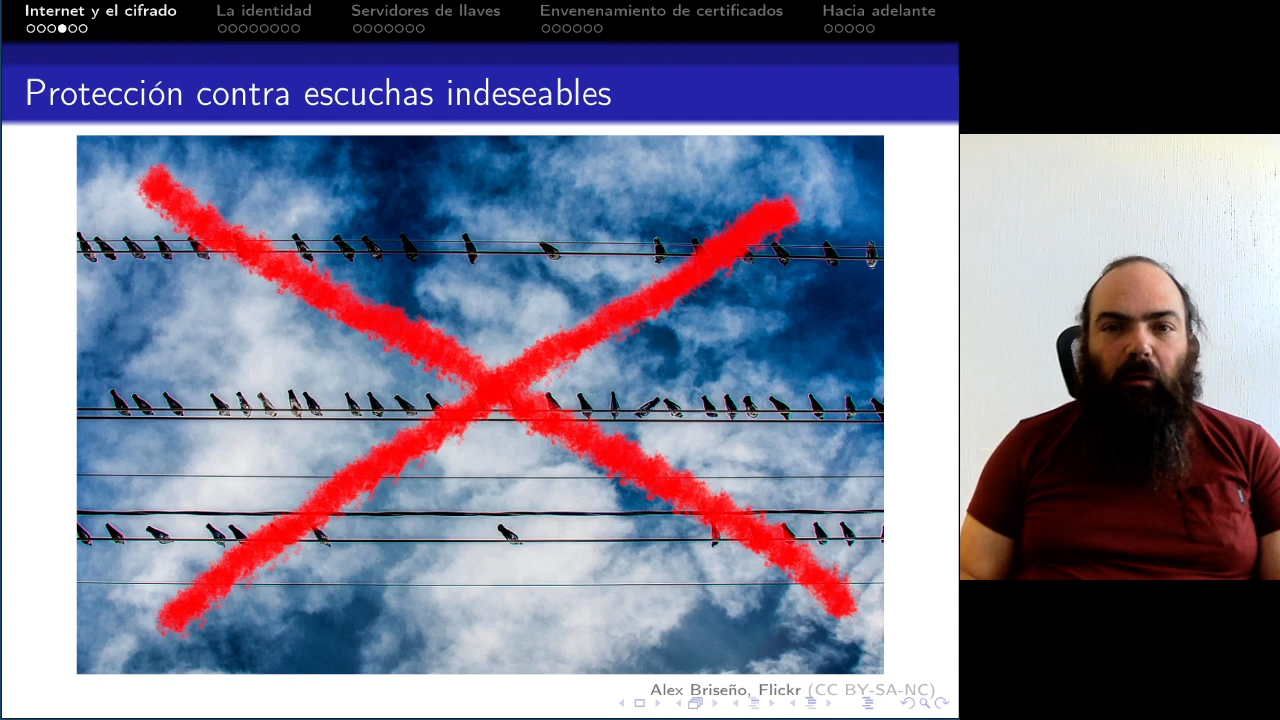 Internet y el cifrado La identidad Servidores de llaves Envenenamiento de certificados Hacia adelante
Protección contra escuchas indeseables
Alex Briseño, Flickr (CC BY-SA-NC)